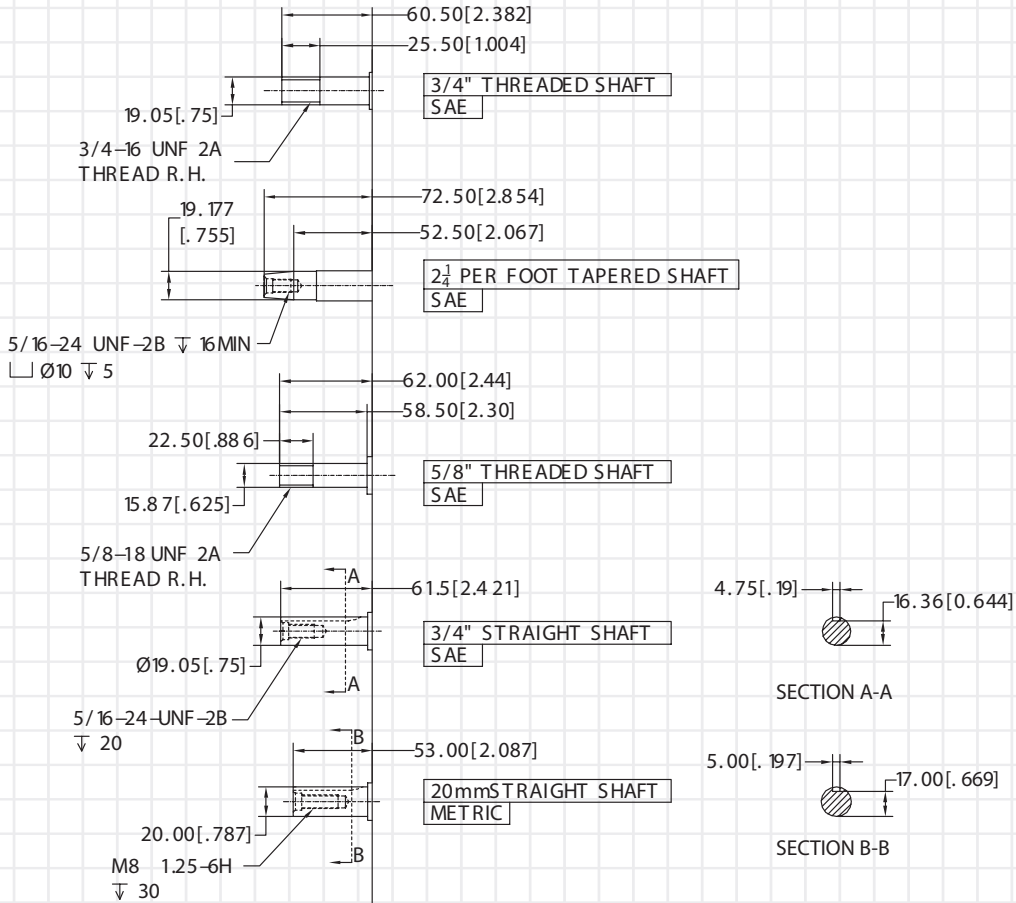 60.50[2.382]
25.50[1.004]
3/4" THREADED SHAFT
SAE
19.05[.75]
3/4-16 UNF 2A
THREAD R.H.
72.50[2.854]
19.177
[.755]
52.50[2.067]
2 1/4 PER FOOT TAPERED SHAFT
SAE
5/16-24 UNF-2B ↧ 16MIN
⌴ Ø10 ↧ 5
62.00[2.44]
58.50[2.30]
22.50[.886]
5/8" THREADED SHAFT
SAE
15.87[.625]
5/8-18 UNF 2A
THREAD R.H.
A
61.5[2.421]
4.75[.19]
16.36[0.644]
3/4" STRAIGHT SHAFT
SAE
Ø19.05[.75]
A
SECTION A-A
5/16-24-UNF-2B
↧ 20
B
53.00[2.087]
5.00[.197]
17.00[.669]
20mmSTRAIGHT SHAFT
METRIC
20.00[.787]
B
SECTION B-B
M8 1.25-6H
↧ 30